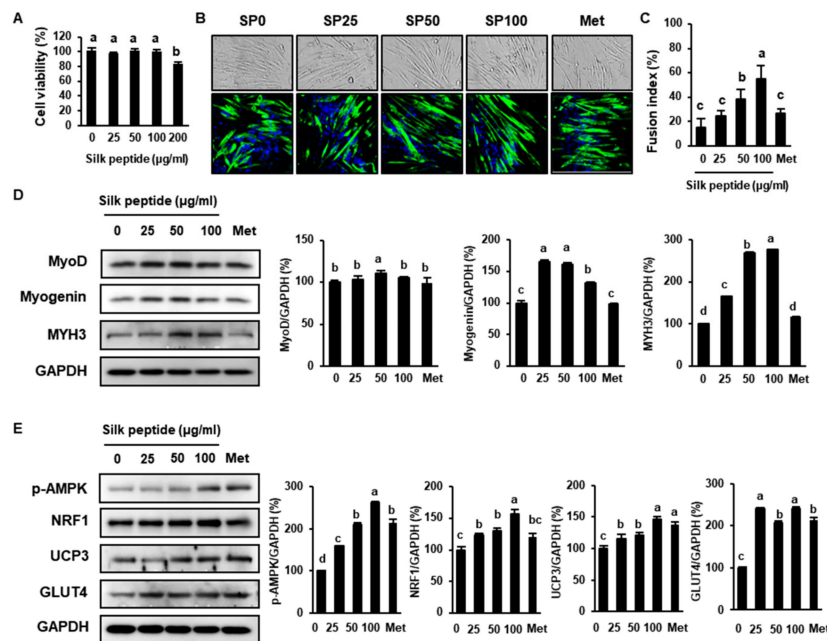 A
Cell viability (%)
120
100
80
60
40
20
0
a a a a b
0 25 50 100 200
Silk peptide (µg/ml)
B
SP0 SP25 SP50 SP100 Met
C
Fusion index (%)
100
80
60
40
20
0
c c b a c
0 25 50 100 Met
Silk peptide (µg/ml)
D
Silk peptide (µg/ml)
0 25 50 100 Met
MyoD
Myogenin
MYH3
GAPDH
MyoD/GAPDH (%)
150
100
50
0
b b a b b
0 25 50 100 Met
Myogenin/GAPDH (%)
200
150
100
50
0
c a a b c
0 25 50 100 Met
MYH3/GAPDH (%)
300
200
100
0
d c b a d
0 25 50 100 Met
E
Silk peptide (µg/ml)
0 25 50 100 Met
p-AMPK
NRF1
UCP3
GLUT4
GAPDH
p-AMPK/GAPDH (%)
300
200
100
0
d c b a b
0 25 50 100 Met
NRF1/GAPDH (%)
200
150
100
50
0
c b b a bc
0 25 50 100 Met
UCP3/GAPDH (%)
200
150
100
50
0
c b b a a
0 25 50 100 Met
GLUT4/GAPDH (%)
300
200
100
0
c a b a b
0 25 50 100 Met